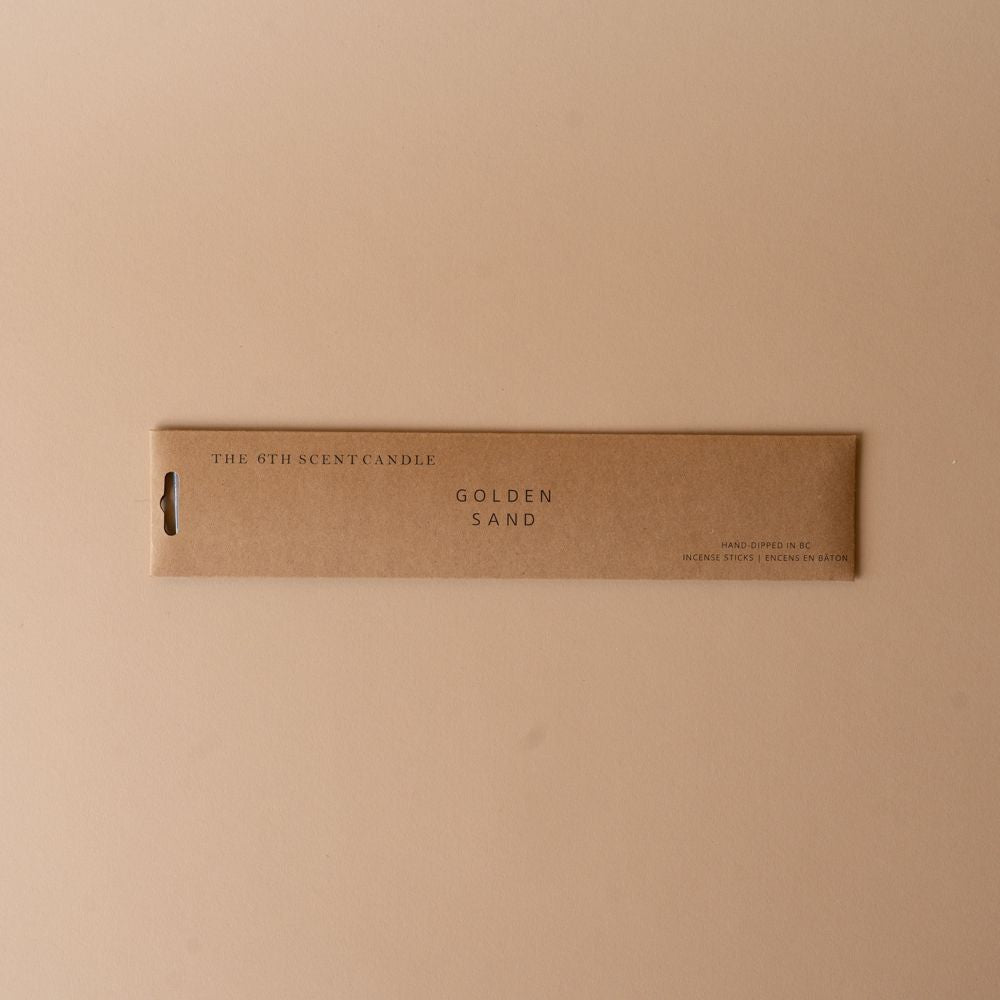 THE 6TH SCENT CANDLE
GOLDEN
SAND
HAND-DIPPED IN BC
INCENSE STICKS | ENCENS EN BÂTON